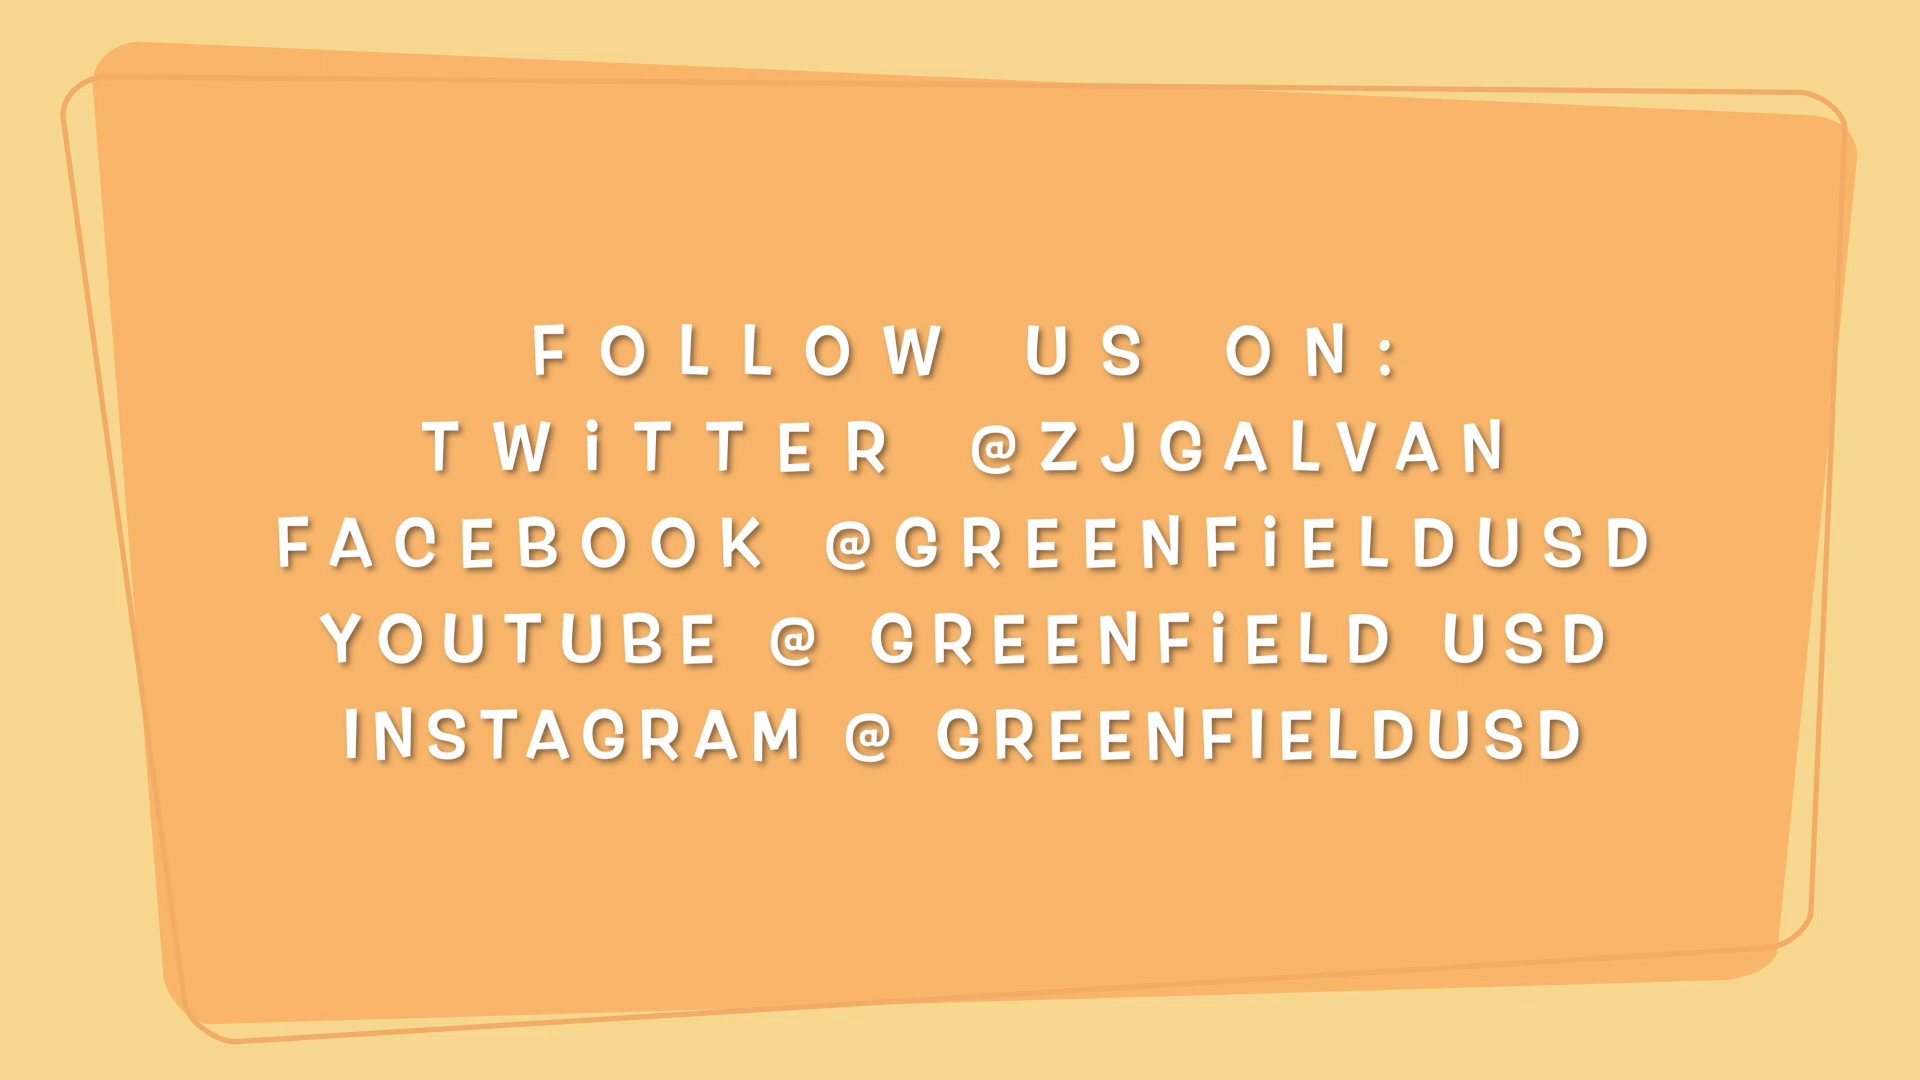 FOLLOW US ON:
TWiTTER @ZJGALVAN
FACEBOOK @GREENFiELDUSD
YOUTUBE @ GREENFiELD USD
INSTAGRAM @ GREENFIELDUSD